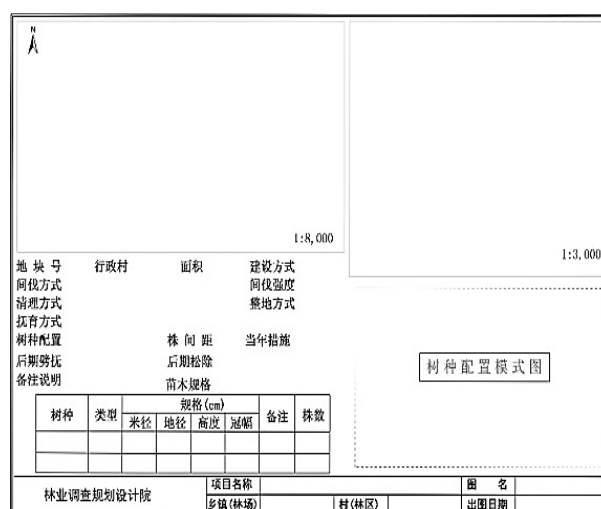 N
1:8,000
1:3,000
地块号 行政村 面积 建设方式
间伐方式 间伐强度
清理方式 整地方式
抚育方式
树种配置 株间距 当年措施
后期劈抚 后期松除
备注说明 苗木规格
树种配置模式图
树种 类型 规格(cm) 备注 株数
米径 地径 高度 冠幅
林业调查规划设计院 项目名称 图名
乡镇(林场) 村(林区) 出图日期